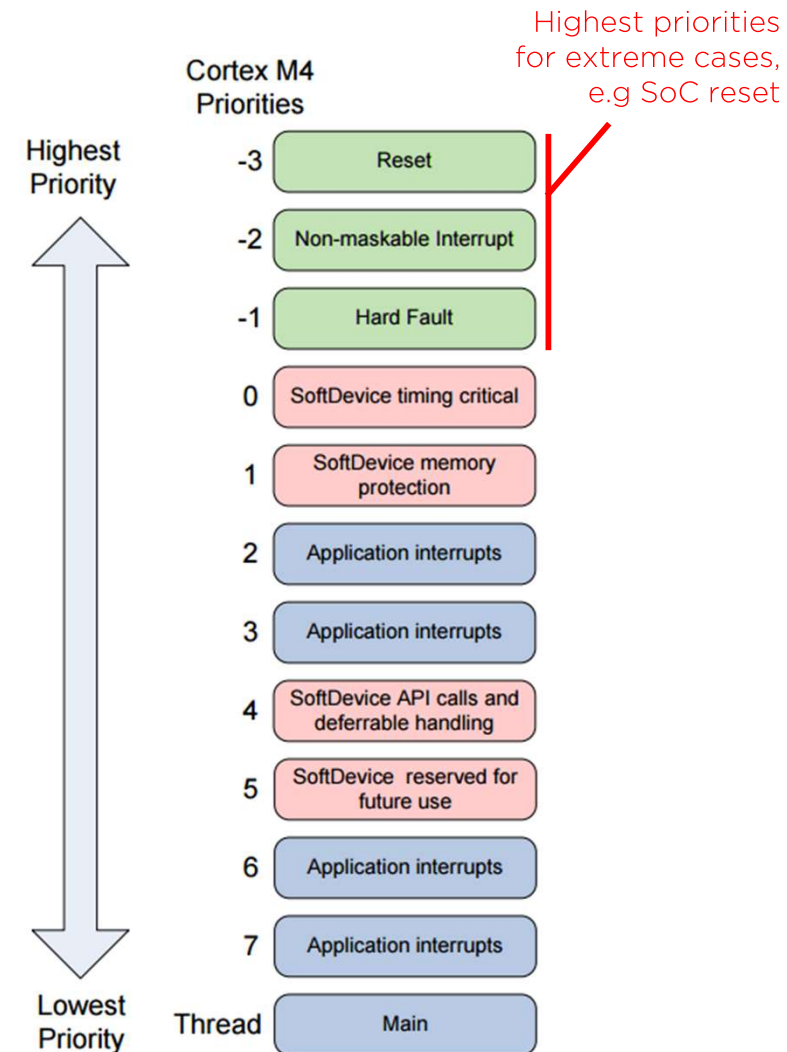 Highest priorities
for extreme cases,
e.g SoC reset
Cortex M4
Priorities
Highest
Priority
-3 Reset
-2 Non-maskable Interrupt
-1 Hard Fault
0 SoftDevice timing critical
1 SoftDevice memory
protection
2 Application interrupts
3 Application interrupts
4 SoftDevice API calls and
deferrable handling
5 SoftDevice reserved for
future use
6 Application interrupts
7 Application interrupts
Lowest
Priority
Thread Main